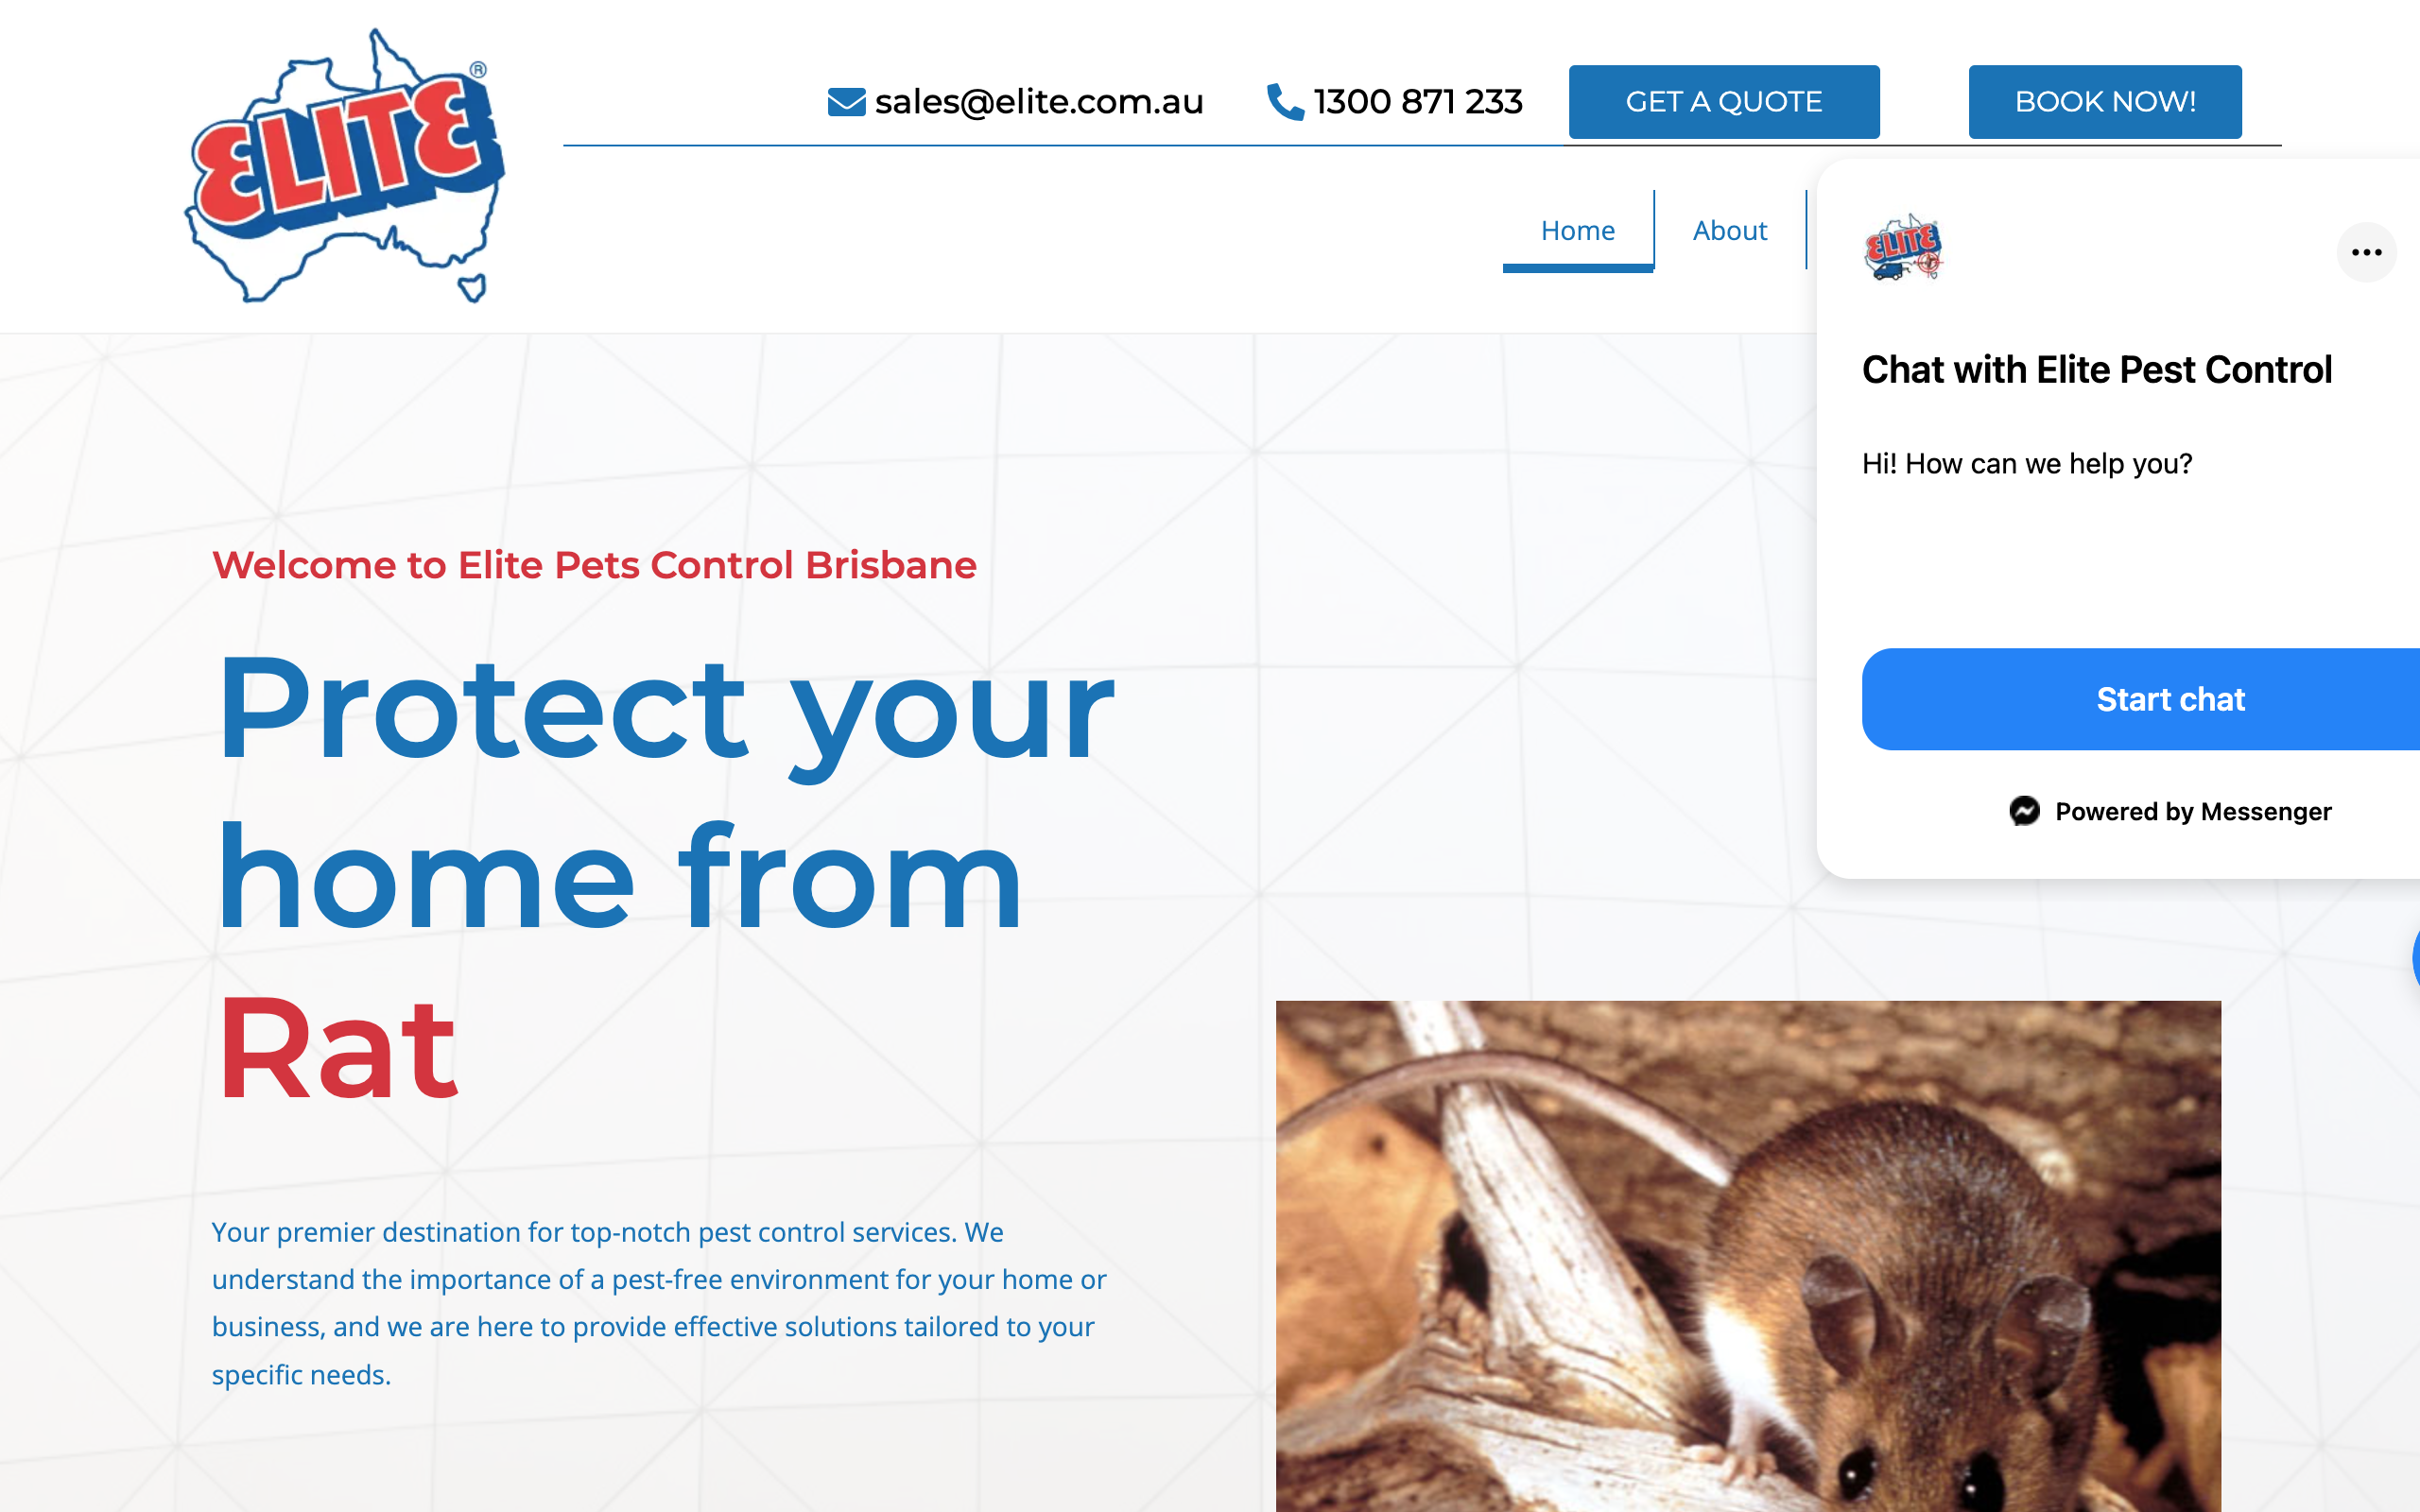 ELITE ®
sales@elite.com.au
1300 871 233
GET A QUOTE
BOOK NOW!
Home
About
ELITE
Chat with Elite Pest Control
Hi! How can we help you?
Start chat
Powered by Messenger
Welcome to Elite Pets Control Brisbane
Protect your
home from
Rat
Your premier destination for top-notch pest control services. We
understand the importance of a pest-free environment for your home or
business, and we are here to provide effective solutions tailored to your
specific needs.